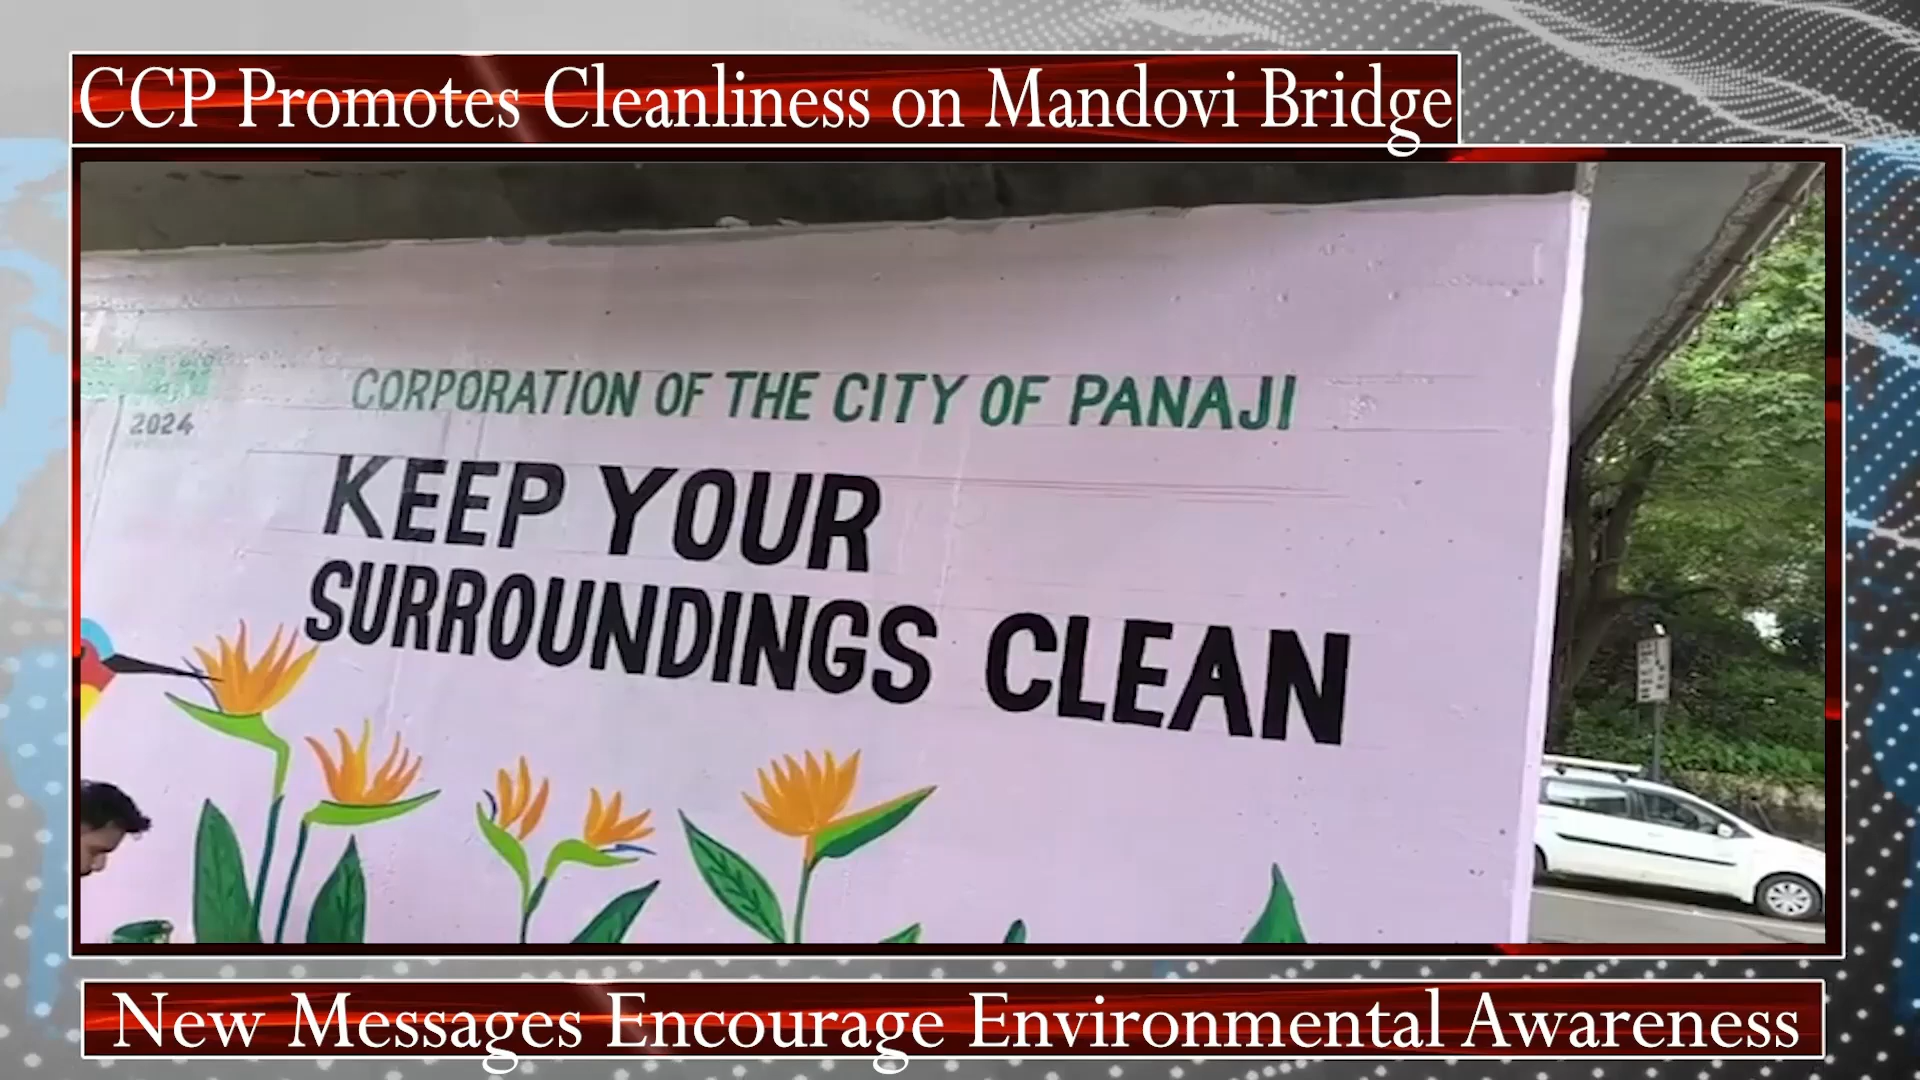 CCP Promotes Cleanliness on Mandovi Bridge
CORPORATION OF THE CITY OF PANAJI
2024
KEEP YOUR
SURROUNDINGS CLEAN
New Messages Encourage Environmental Awareness